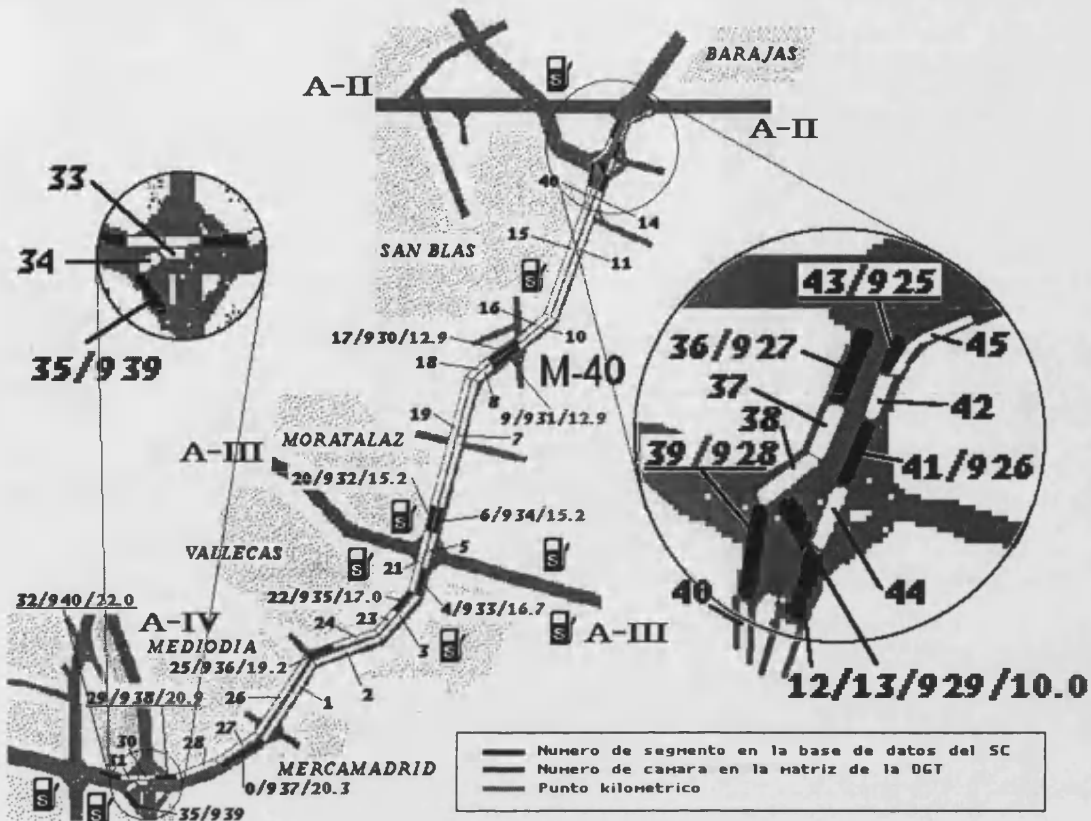 BARAJAS
A-II
A-II
33
34
35/939
SAN BLAS
40
14
15
11
16
10
17/930/12.9
18
M-40
8
9/931/12.9
19
7
MORATALAZ
A-III
20/932/15.2
6/934/15.2
5
VALLECAS
21
22/935/17.0
4/933/16.7
23
24
3
A-III
32/940/22.0
A-IV
MEDIODIA
25/936/19.2
2
29/938/20.9
26
1
27
30
28
31
MERCAMADRID
0/937/20.3
35/939
43/925
36/927
45
37
42
38
39/928
41/926
40
44
12/13/929/10.0
S
S
S
S
S
S
S
S
S
Numero de segmento en la base de datos del SC
Numero de camara en la matriz de la DGT
Punto kilometrico